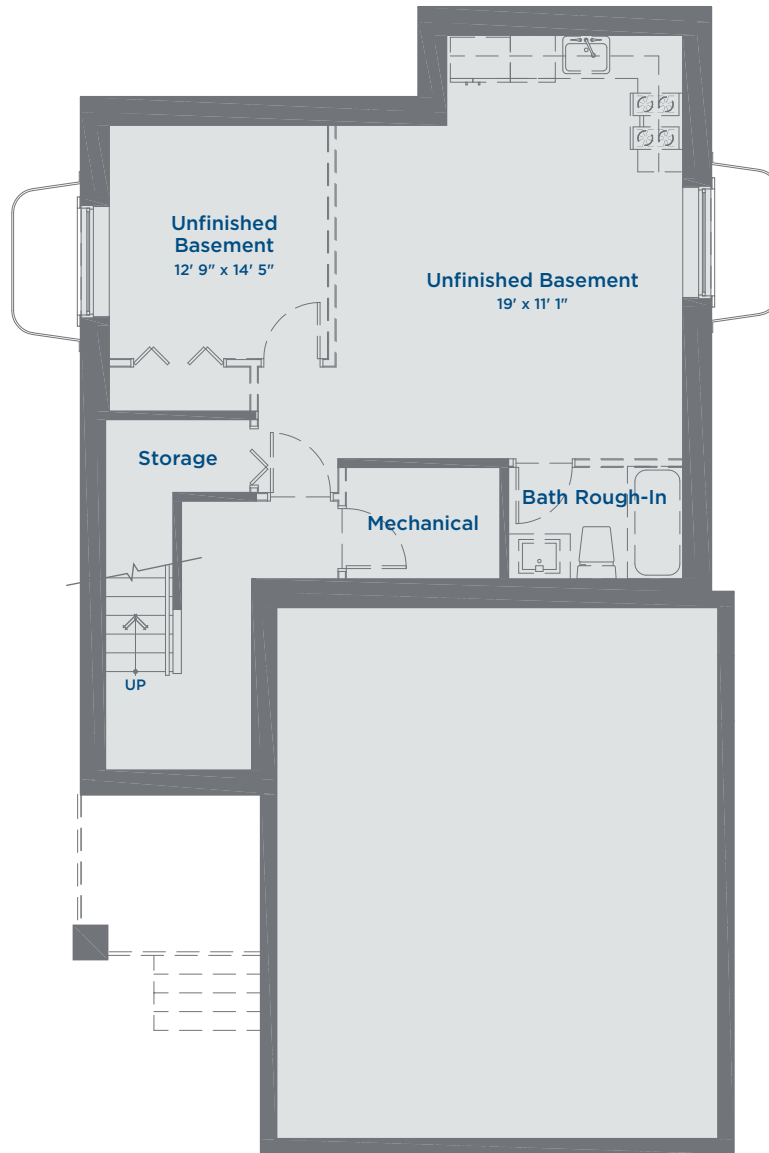 Unfinished
Basement
12' 9" x 14' 5"
Unfinished Basement
19' x 11' 1"
Storage
Bath Rough-In
Mechanical
UP